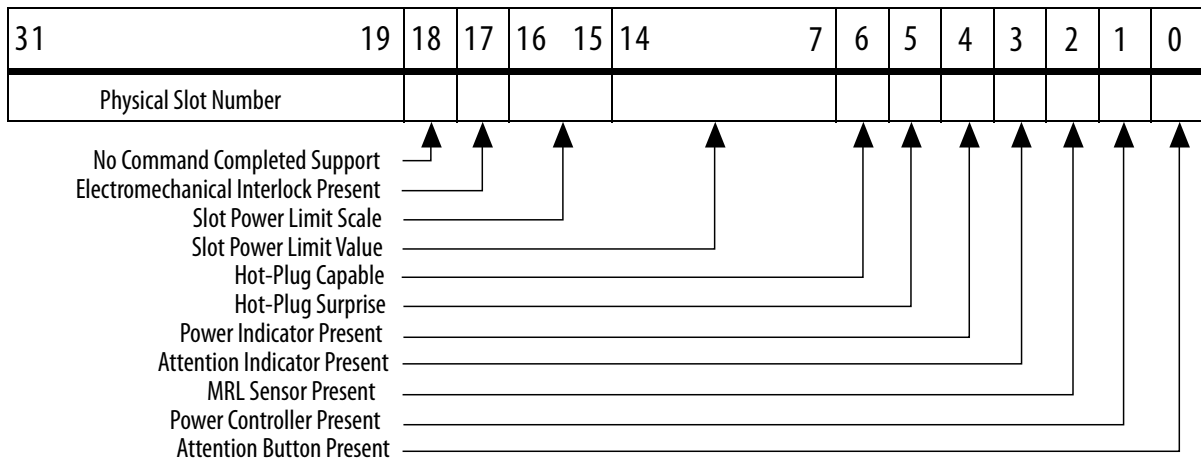 31 19 18 17 16 15 14 7 6 5 4 3 2 1 0
Physical Slot Number
No Command Completed Support
Electromechanical Interlock Present
Slot Power Limit Scale
Slot Power Limit Value
Hot-Plug Capable
Hot-Plug Surprise
Power Indicator Present
Attention Indicator Present
MRL Sensor Present
Power Controller Present
Attention Button Present